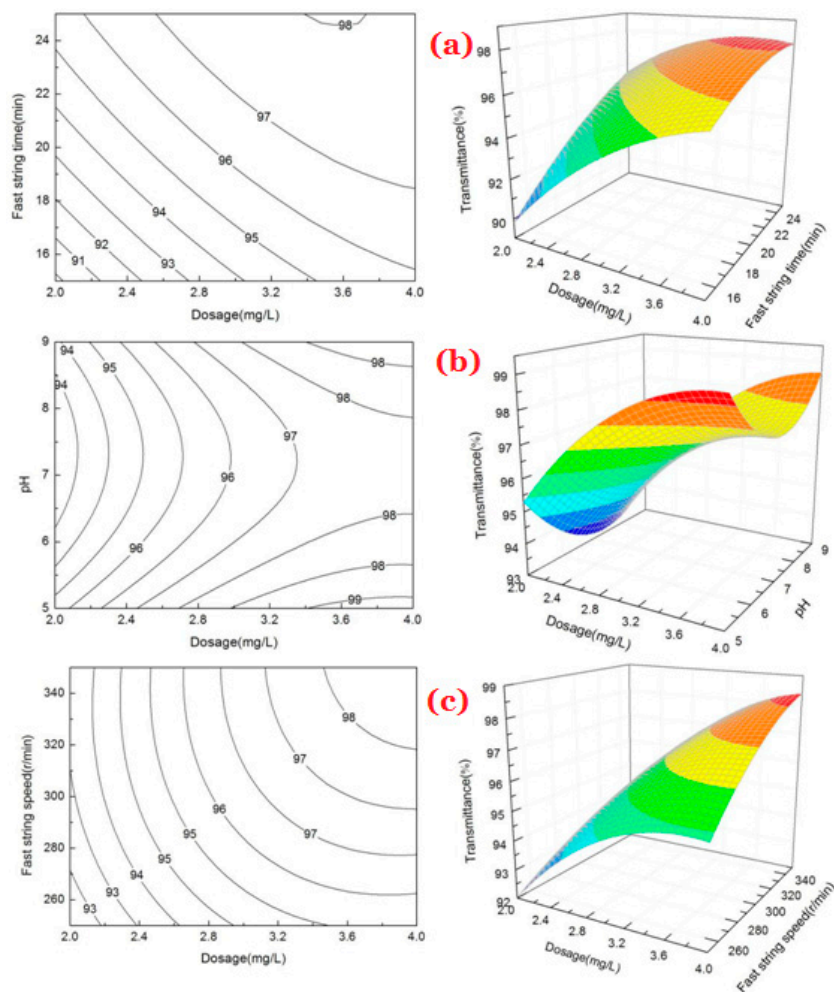 (a)
Fast string time(min)
24
22
20
18
16
98
97
96
95
94
93
92
91
2.0 2.4 2.8 3.2 3.6 4.0
Dosage(mg/L)
Transmittance(%)
98
96
94
92
90
2.0 2.4 2.8 3.2 3.6 4.0
Dosage(mg/L)
16 18 20 22 24
Fast string time(min)
(b)
pH
9
8
7
6
5
94
95
98
94
98
97
96
98
96
98
99
2.0 2.4 2.8 3.2 3.6 4.0
Dosage(mg/L)
Transmittance(%)
99
98
97
96
95
94
93
2.0 2.4 2.8 3.2 3.6 4.0
Dosage(mg/L)
5 6 7 8 9
pH
(c)
Fast string speed(r/min)
340
320
300
280
260
98
97
96
97
95
94
95
93
93
2.0 2.4 2.8 3.2 3.6 4.0
Dosage(mg/L)
Transmittance(%)
99
98
97
96
95
94
93
92
2.0 2.4 2.8 3.2 3.6 4.0
Dosage(mg/L)
260 280 300 320 340
Fast string speed(r/min)